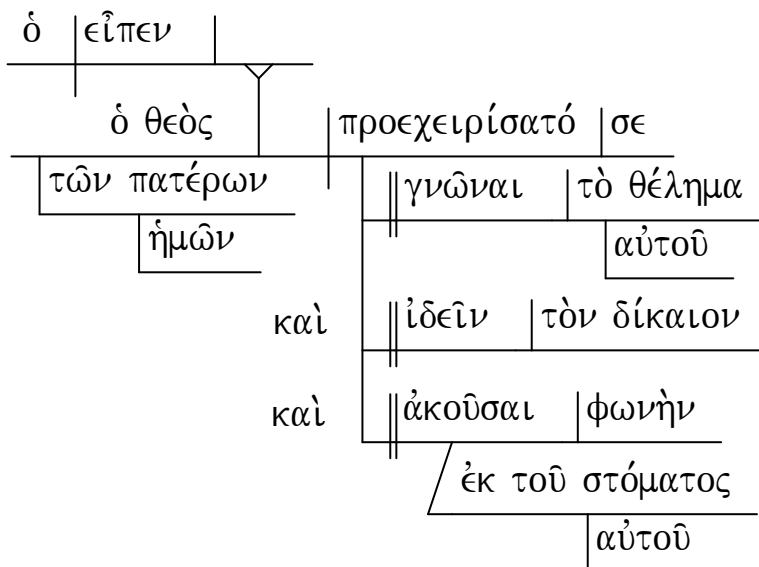 ὁ εἶπεν
ὁ θεὸς προεχειρίσατό σε
τῶν πατέρων γνῶναι τὸ θέλημα
ἡμῶν αὐτοῦ
καὶ ἰδεῖν τὸν δίκαιον
καὶ ἀκοῦσαι φωνὴν
ἐκ τοῦ στόματος
αὐτοῦ